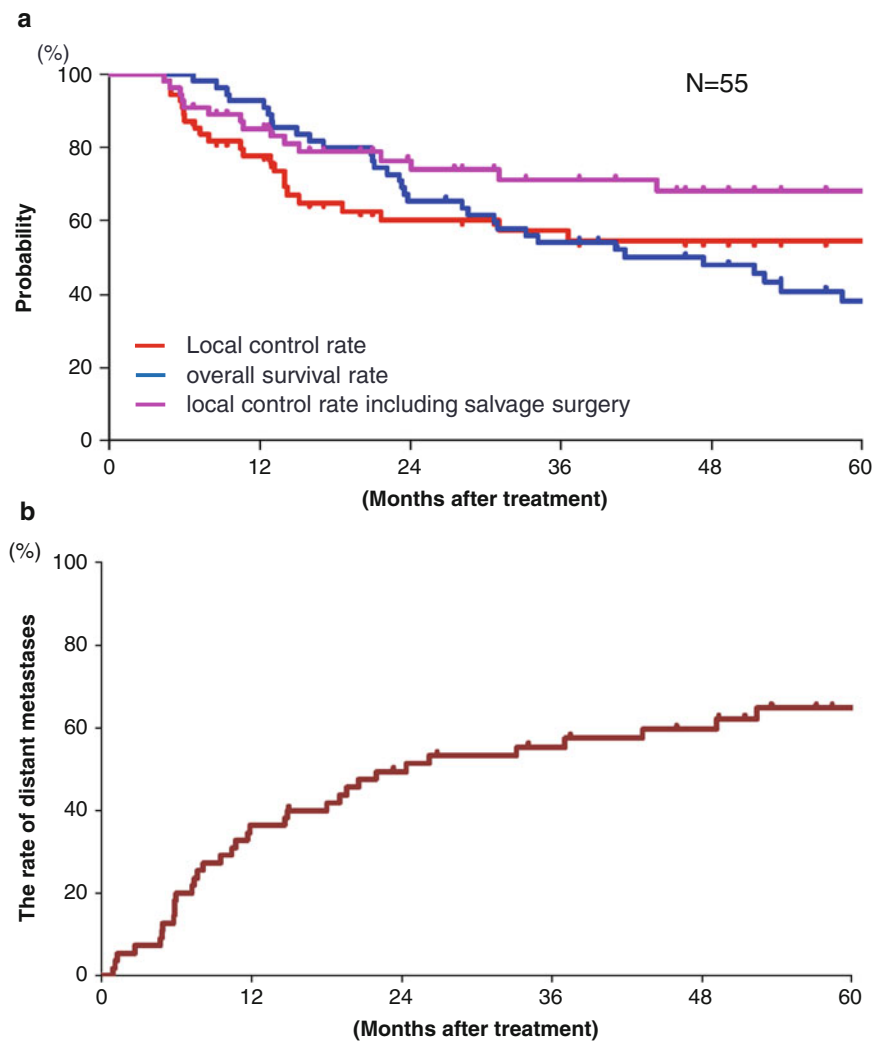 a
(%)
100
80
60
40
20
0
Probability
N=55
Local control rate
overall survival rate
local control rate including salvage surgery
0 12 24 36 48 60
(Months after treatment)
b
(%)
100
80
60
40
20
0
The rate of distant metastases
0 12 24 36 48 60
(Months after treatment)